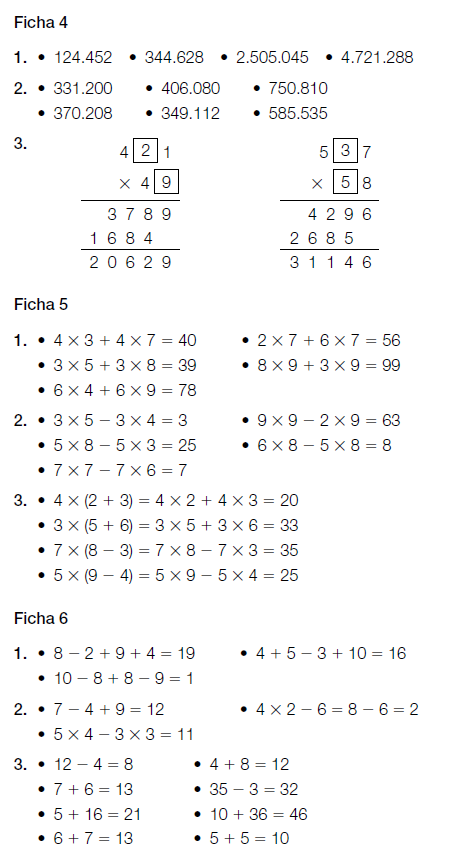 Ficha 4
1. • 124.452 • 344.628 • 2.505.045 • 4.721.288
2. • 331.200 • 406.080 • 750.810
• 370.208 • 349.112 • 585.535
3.
4 2 1 5 3 7
× 4 9 × 5 8
3 7 8 9 4 2 9 6
1 6 8 4 2 6 8 5
2 0 6 2 9 3 1 1 4 6
Ficha 5
1. • 4 × 3 + 4 × 7 = 40 • 2 × 7 + 6 × 7 = 56
• 3 × 5 + 3 × 8 = 39 • 8 × 9 + 3 × 9 = 99
• 6 × 4 + 6 × 9 = 78
2. • 3 × 5 − 3 × 4 = 3 • 9 × 9 − 2 × 9 = 63
• 5 × 8 − 5 × 3 = 25 • 6 × 8 − 5 × 8 = 8
• 7 × 7 − 7 × 6 = 7
3. • 4 × (2 + 3) = 4 × 2 + 4 × 3 = 20
• 3 × (5 + 6) = 3 × 5 + 3 × 6 = 33
• 7 × (8 − 3) = 7 × 8 − 7 × 3 = 35
• 5 × (9 − 4) = 5 × 9 − 5 × 4 = 25
Ficha 6
1. • 8 − 2 + 9 + 4 = 19 • 4 + 5 − 3 + 10 = 16
• 10 − 8 + 8 − 9 = 1
2. • 7 − 4 + 9 = 12 • 4 × 2 − 6 = 8 − 6 = 2
• 5 × 4 − 3 × 3 = 11
3. • 12 − 4 = 8 • 4 + 8 = 12
• 7 + 6 = 13 • 35 − 3 = 32
• 5 + 16 = 21 • 10 + 36 = 46
• 6 + 7 = 13 • 5 + 5 = 10